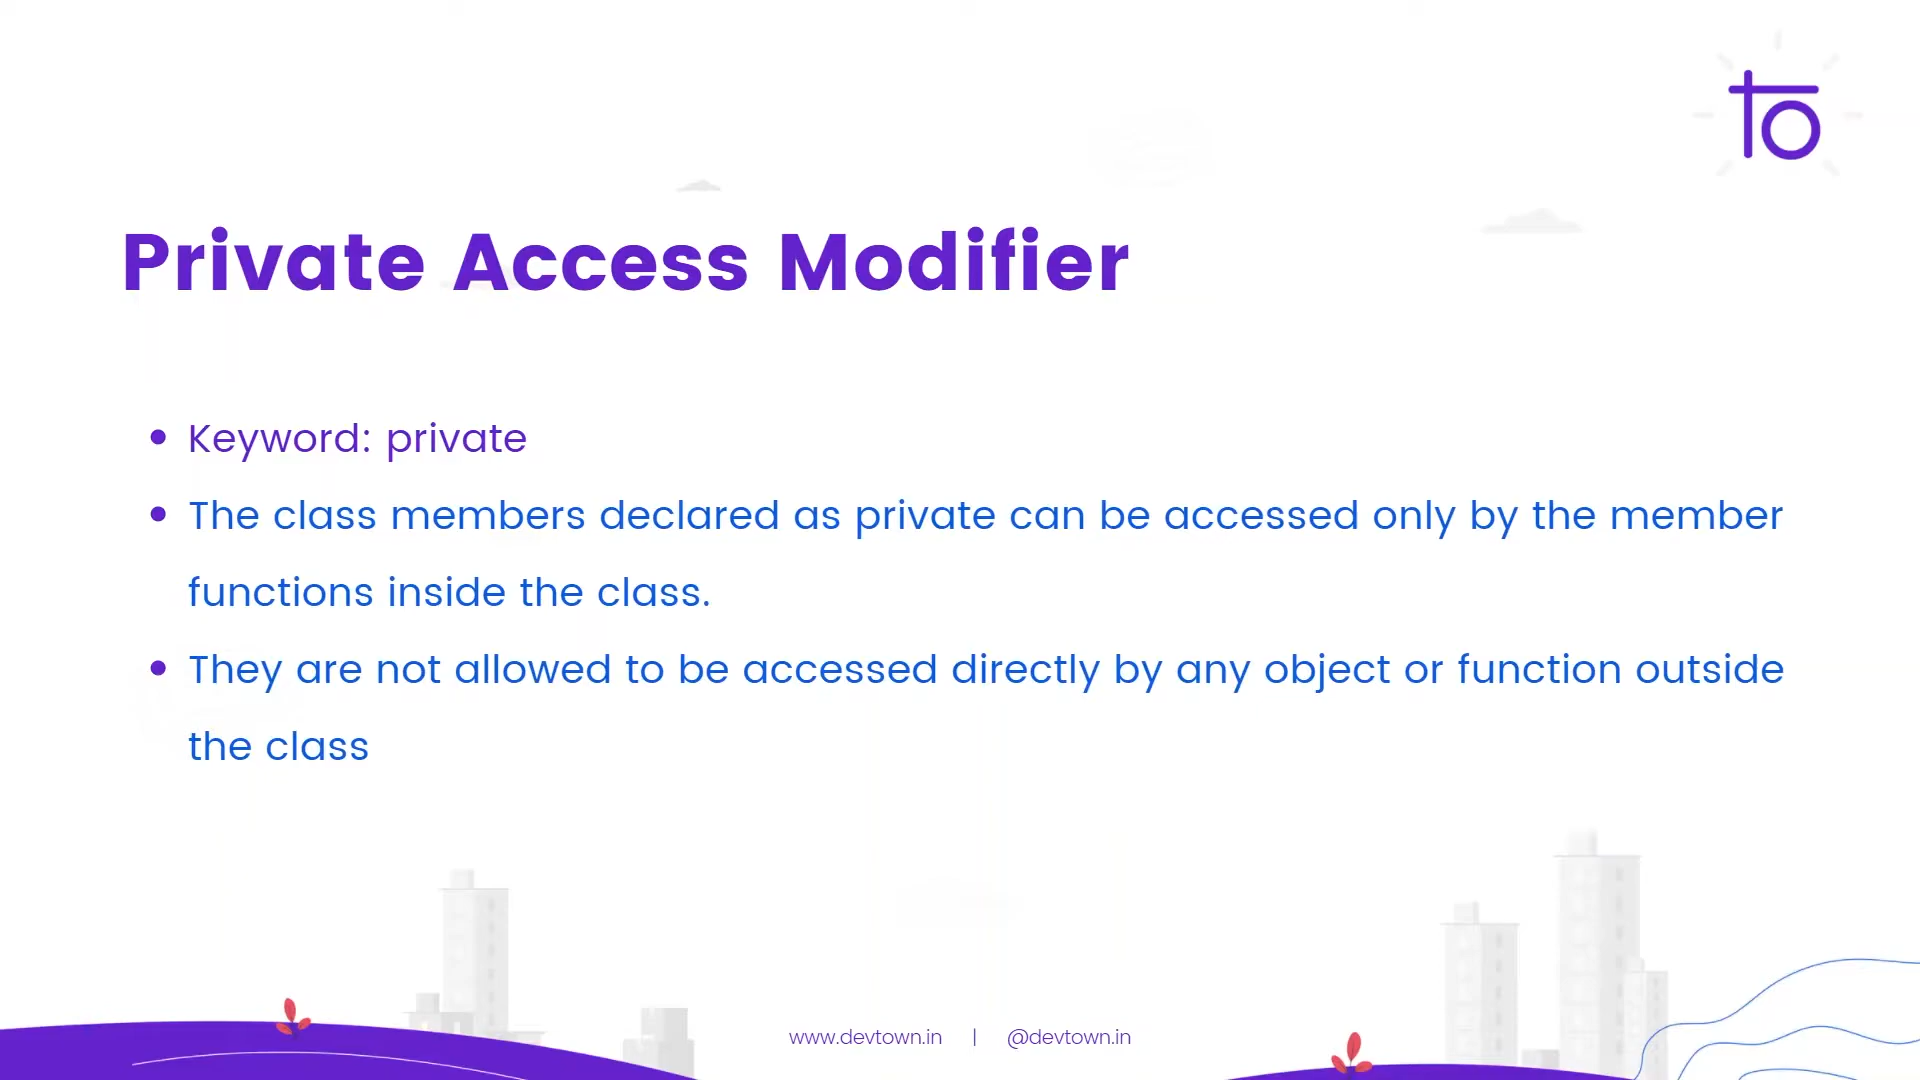 to
Private Access Modifier
• Keyword: private
• The class members declared as private can be accessed only by the member
functions inside the class.
• They are not allowed to be accessed directly by any object or function outside
the class
www.devtown.in | @devtown.in